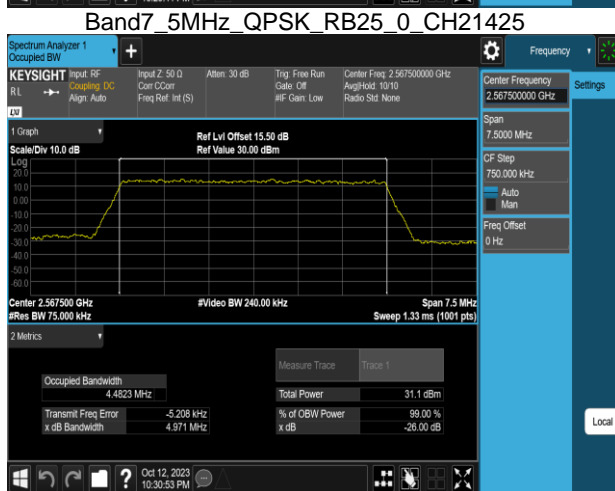 Band7_5MHz_QPSK_RB25_0_CH21425
Spectrum Analyzer 1
Occupied BW
+
Frequency
KEYSIGHT
Input: RF
Input Z: 50 Ω
Atten: 30 dB
Trig: Free Run
Center Freq: 2.567500000 GHz
RL
Coupling: DC
Corr CCorr
Gate: Off
Avg|Hold: 10/10
Align: Auto
Freq Ref: Int (S)
#IF Gain: Low
Radio Std: None
LXI
Center Frequency
2.567500000 GHz
Settings
Span
7.5000 MHz
CF Step
750.000 kHz
Auto
Man
Freq Offset
0 Hz
1 Graph
Ref Lvl Offset 15.50 dB
Scale/Div 10.0 dB
Ref Value 30.00 dBm
Log
20.0
10.0
0.00
-10.0
-20.0
-30.0
-40.0
-50.0
-60.0
Center 2.567500 GHz
#Video BW 240.00 kHz
Span 7.5 MHz
#Res BW 75.000 kHz
Sweep 1.33 ms (1001 pts)
2 Metrics
Measure Trace
Trace 1
Occupied Bandwidth
4.4823 MHz
Total Power
31.1 dBm
Transmit Freq Error
-5.208 kHz
% of OBW Power
99.00 %
x dB Bandwidth
4.971 MHz
x dB
-26.00 dB
Local
?
Oct 12, 2023
10:30:53 PM